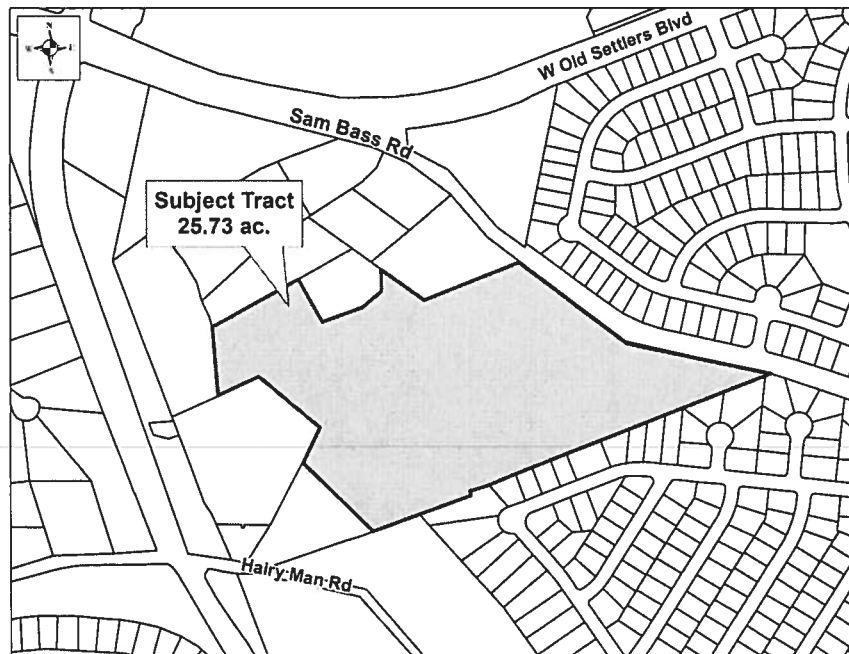 N
W Old Settlers Blvd
Sam Bass Rd
Subject Tract
25.73 ac.
Hairy Man Rd